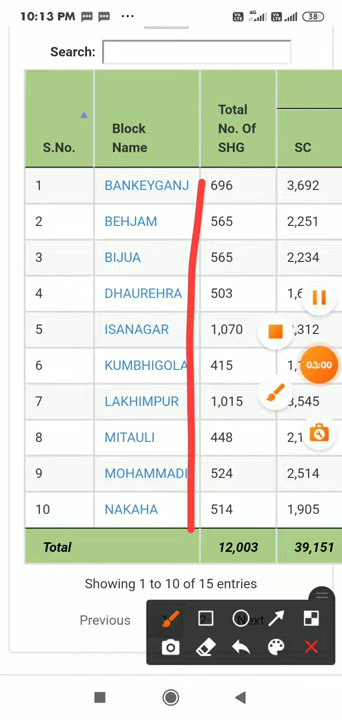 10:13 PM ... 4G 38
Search:
S.No. Block Name Total No. Of SHG SC
1 BANKEYGANJ 696 3,692
2 BEHJAM 565 2,251
3 BIJUA 565 2,234
4 DHAUREHRA 503
5 ISANAGAR 1,070
6 KUMBHIGOLA 415
7 LAKHIMPUR 1,015
8 MITAULI 448
9 MOHAMMADI 524 2,514
10 NAKAHA 514 1,905
Total 12,003 39,151
03:00
Showing 1 to 10 of 15 entries
Previous Next